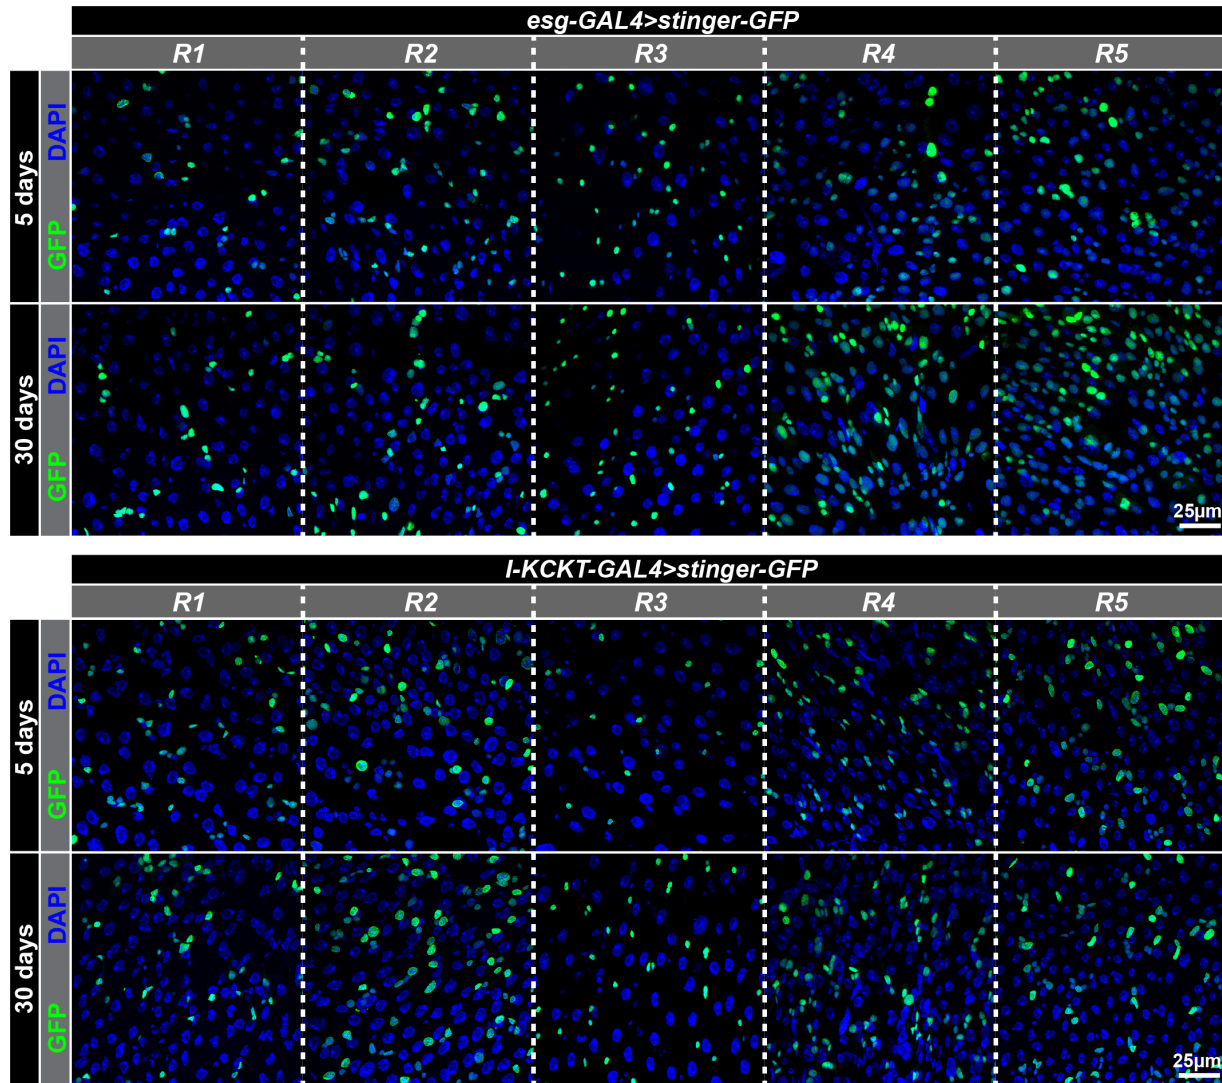 esg-GAL4>stinger-GFP
R1 R2 R3 R4 R5
5 days
GFP DAPI
30 days
GFP DAPI
25µm
I-KCKT-GAL4>stinger-GFP
R1 R2 R3 R4 R5
5 days
GFP DAPI
30 days
GFP DAPI
25µm